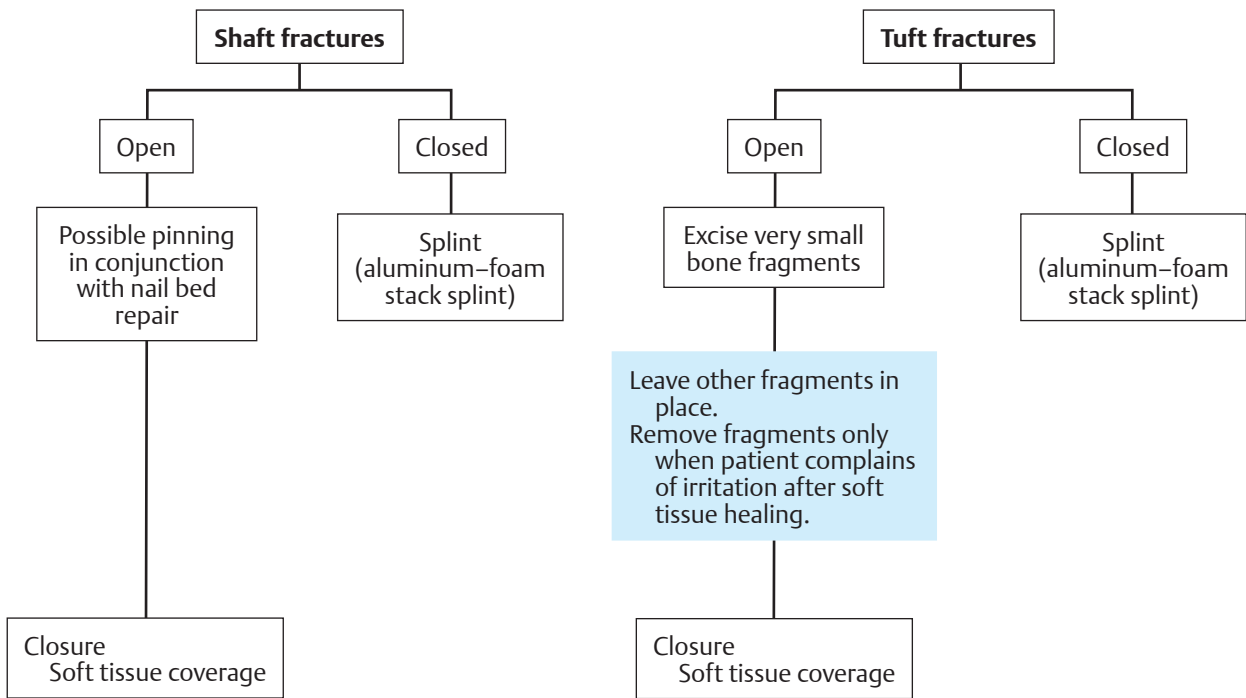 Shaft fractures
Open
Closed
Possible pinning
in conjunction
with nail bed
repair
Splint
(aluminum–foam
stack splint)
Closure
Soft tissue coverage
Tuft fractures
Open
Closed
Excise very small
bone fragments
Splint
(aluminum–foam
stack splint)
Leave other fragments in
place.
Remove fragments only
when patient complains
of irritation after soft
tissue healing.
Closure
Soft tissue coverage